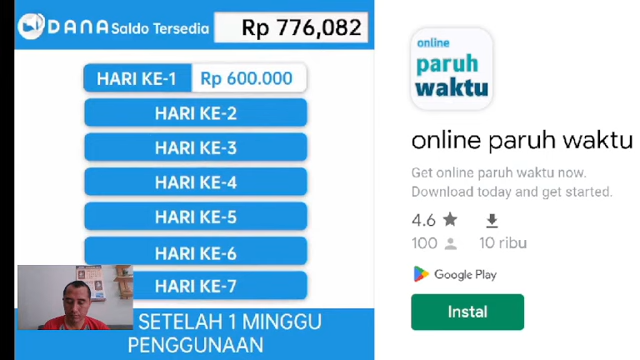 DANA Saldo Tersedia Rp 776,082
HARI KE-1 Rp 600.000
HARI KE-2
HARI KE-3
HARI KE-4
HARI KE-5
HARI KE-6
HARI KE-7
SETELAH 1 MINGGU
PENGGUNAAN
online
paruh
waktu
online paruh waktu
Get online paruh waktu now.
Download today and get started.
4.6
100 10 ribu
Google Play
Instal